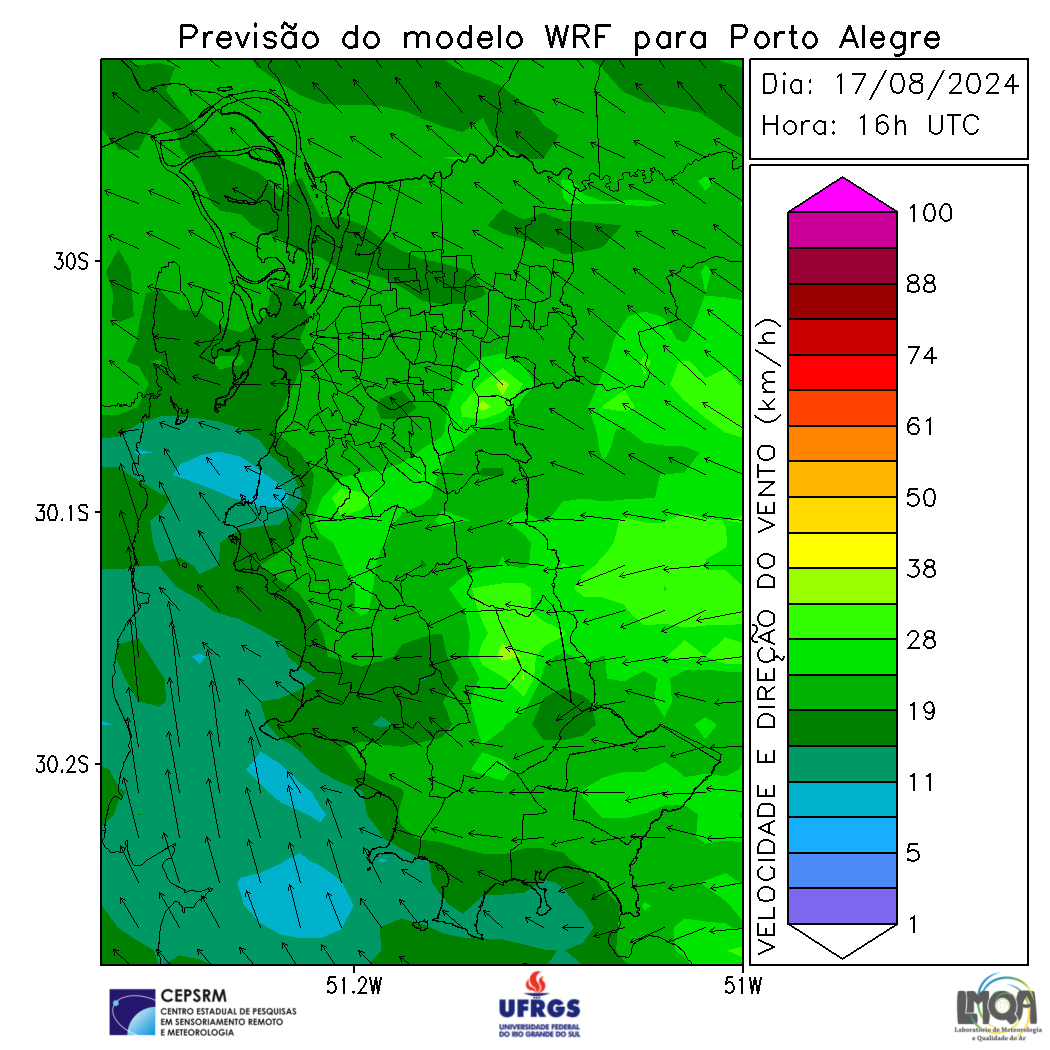 Previsão do modelo WRF para Porto Alegre
Dia: 17/08/2024
Hora: 16h UTC
30S
30.1S
30.2S
51.2W
51W
VELOCIDADE E DIREÇÃO DO VENTO (km/h)
100
88
74
61
50
38
28
19
11
5
1
CEPSRM
CENTRO ESTADUAL DE PESQUISAS
EM SENSORIAMENTO REMOTO
E METEOROLOGIA
UFRGS
UNIVERSIDADE FEDERAL
DO RIO GRANDE DO SUL
LMQA
Laboratório de Meteorologia
e Qualidade do Ar